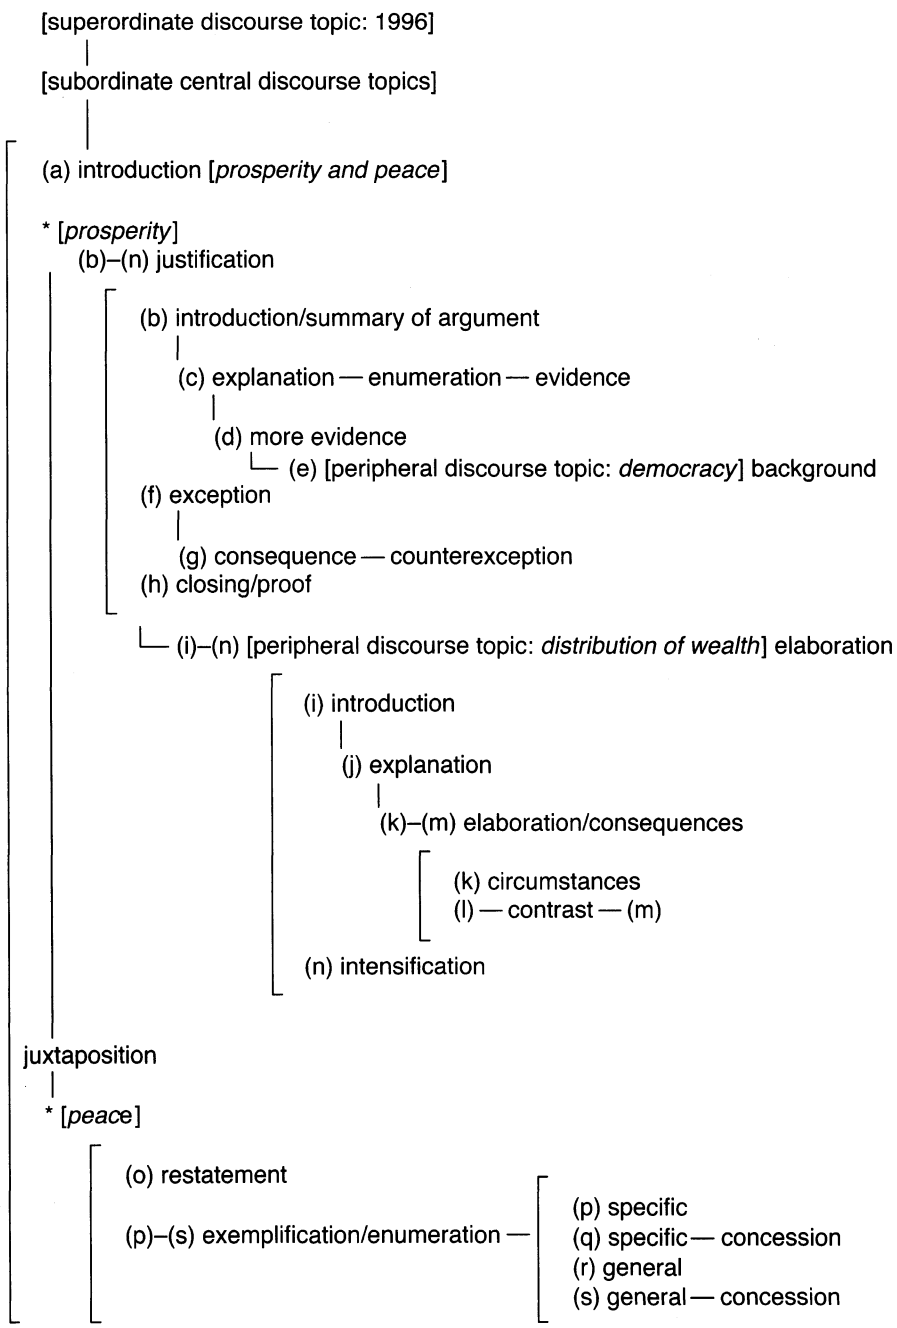 [superordinate discourse topic: 1996]
[subordinate central discourse topics]
(a) introduction [prosperity and peace]
* [prosperity]
(b)–(n) justification
(b) introduction/summary of argument
(c) explanation — enumeration — evidence
(d) more evidence
(e) [peripheral discourse topic: democracy] background
(f) exception
(g) consequence — counterexception
(h) closing/proof
(i)–(n) [peripheral discourse topic: distribution of wealth] elaboration
(i) introduction
(j) explanation
(k)–(m) elaboration/consequences
(k) circumstances
(l) — contrast — (m)
(n) intensification
juxtaposition
* [peace]
(o) restatement
(p)–(s) exemplification/enumeration —
(p) specific
(q) specific — concession
(r) general
(s) general — concession